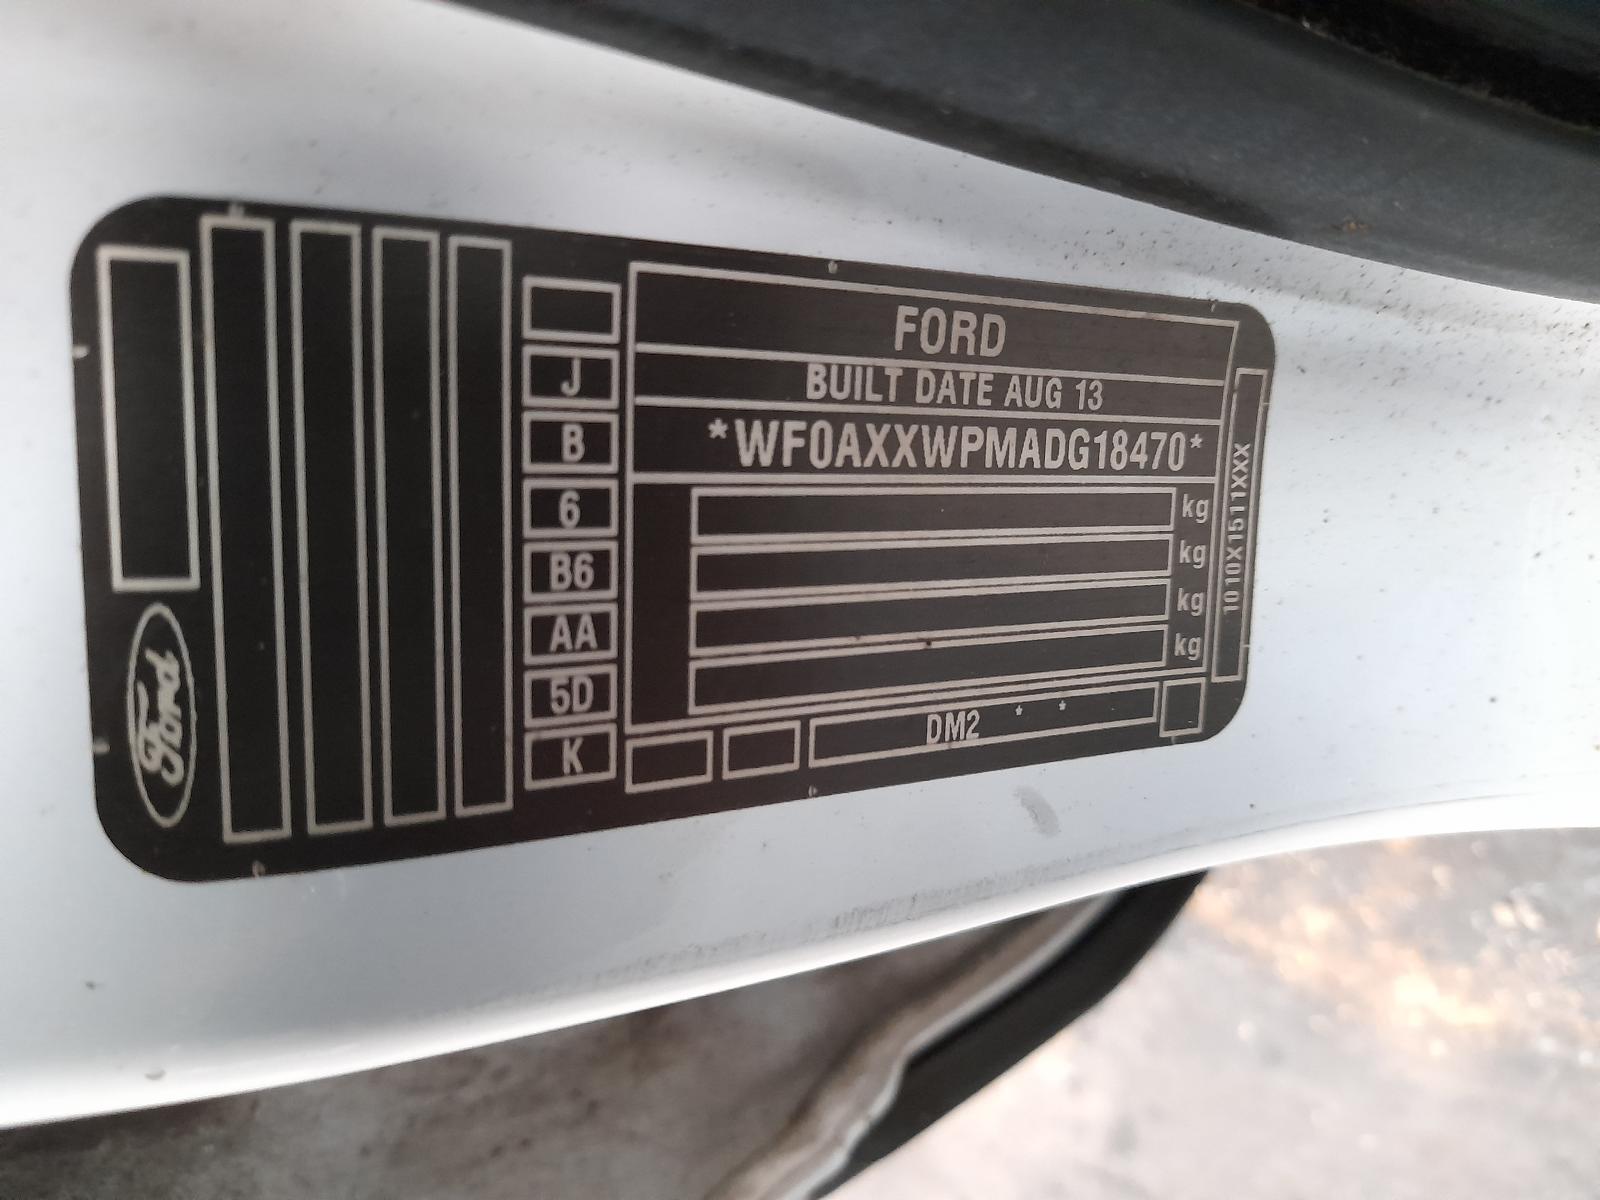 FORD
BUILT DATE AUG 13
*WF0AXXWPMADG18470*
kg
kg
kg
kg
1010X1511XXX
DM2 * *
J
B
6
B6
AA
5D
K
Ford